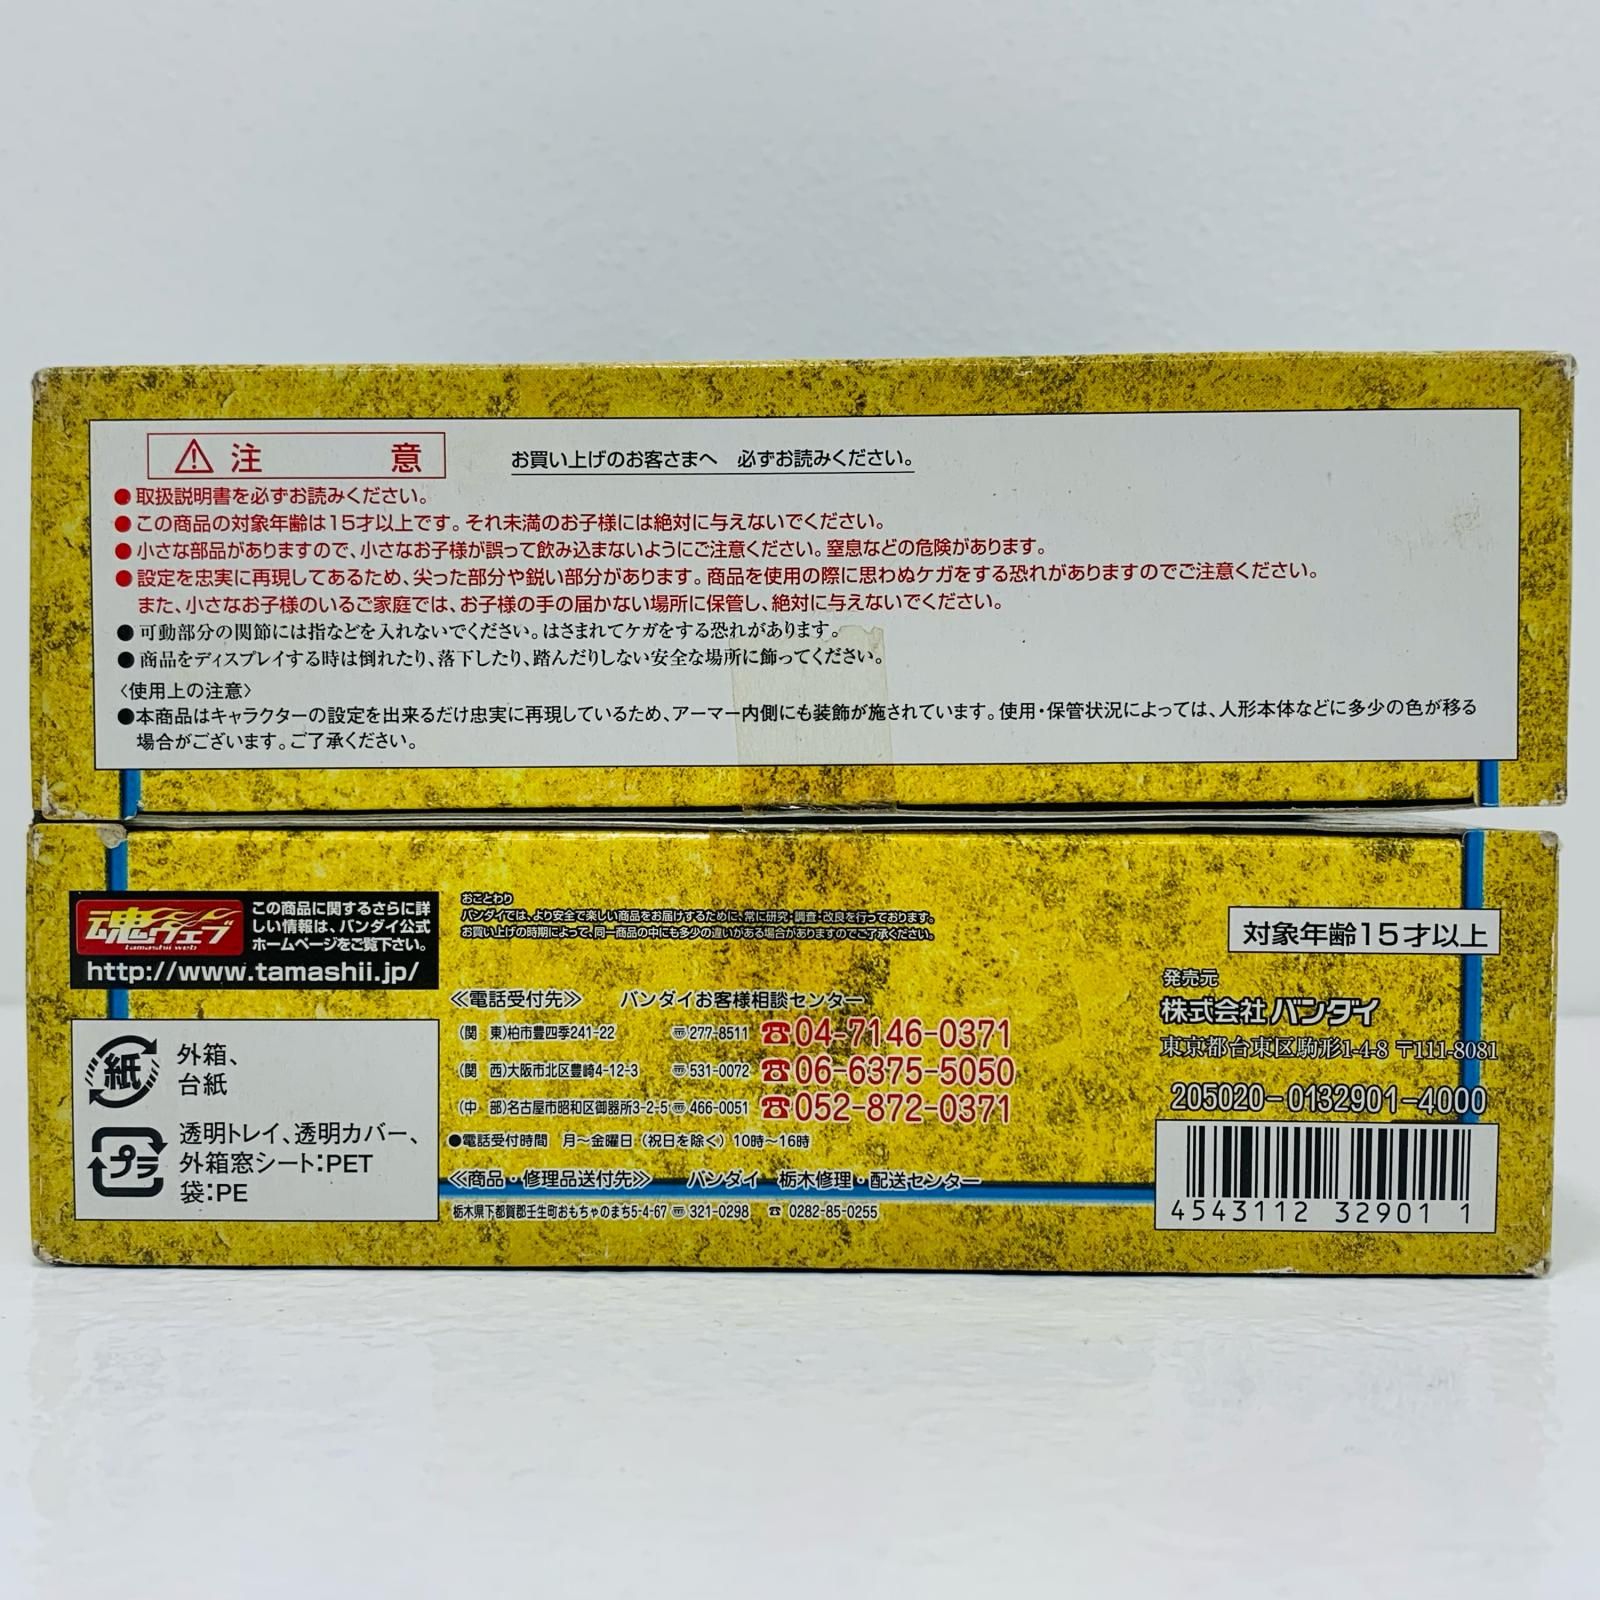 注意
お買い上げのお客さまへ 必ずお読みください。
●取扱説明書を必ずお読みください。
●この商品の対象年齢は15才以上です。それ未満のお子様には絶対に与えないでください。
●小さな部品がありますので、小さなお子様が誤って飲み込まないようにご注意ください。窒息などの危険があります。
●設定を忠実に再現してあるため、尖った部分や鋭い部分があります。商品を使用の際に思わぬケガをする恐れがありますのでご注意ください。
また、小さなお子様のいるご家庭では、お子様の手の届かない場所に保管し、絶対に与えないでください。
●可動部分の関節には指などを入れないでください。はさまれてケガをする恐れがあります。
●商品をディスプレイする時は倒れたり、落下したり、踏んだりしない安全な場所に飾ってください。
〈使用上の注意〉
●本商品はキャラクターの設定を出来るだけ忠実に再現しているため、アーマー内側にも装飾が施されています。使用・保管状況によっては、人形本体などに多少の色が移る
場合がございます。ご了承ください。
魂ウェブ
tamashii web
この商品に関するさらに詳
しい情報は、バンダイ公式
ホームページをご覧下さい。
http://www.tamashii.jp/
紙
外箱、
台紙
プラ
透明トレイ、透明カバー、
外箱窓シート:PET
袋:PE
おことわり
バンダイでは、より安全で楽しい商品をお届けするために、常に研究・調査・改良を行っております。
お買い上げの時期によって、同一商品の中にも多少の違いがある場合がありますのでご了承ください。
≪電話受付先≫ バンダイお客様相談センター
(関 東)柏市豊四季241-22 〠277-8511 ☎04-7146-0371
(関 西)大阪市北区豊崎4-12-3 〠531-0072 ☎06-6375-5050
(中 部)名古屋市昭和区御器所3-2-5 〠466-0051 ☎052-872-0371
●電話受付時間 月〜金曜日(祝日を除く)10時〜16時
≪商品・修理品送付先≫ バンダイ 栃木修理・配送センター
栃木県下都賀郡壬生町おもちゃのまち5-4-67 〠321-0298 ☎0282-85-0255
対象年齢15才以上
発売元
株式会社バンダイ
東京都台東区駒形1-4-8 〒111-8081
205020-0132901-4000
4543112 32901 1